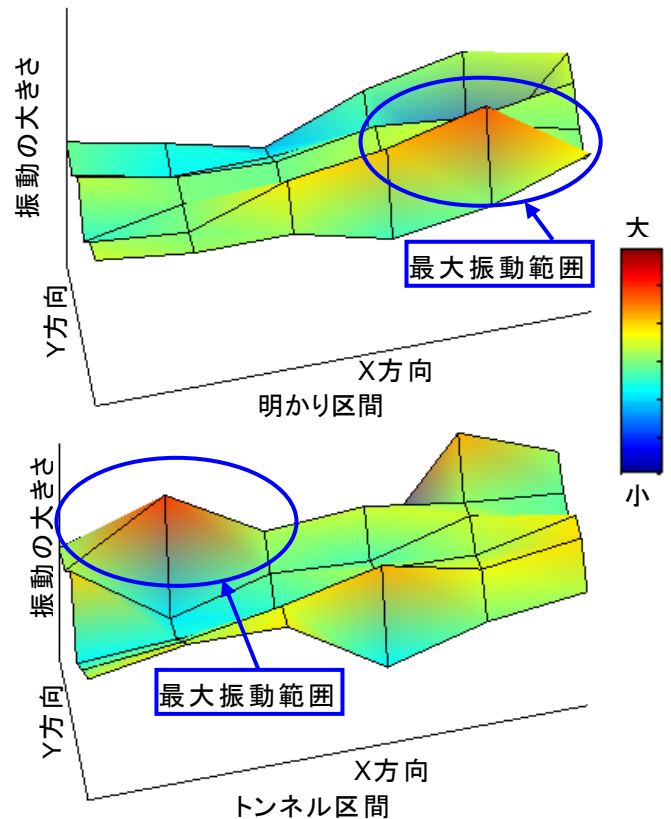 振動の大きさ
大
最大振動範囲
Y方向
X方向
明かり区間
小
振動の大きさ
最大振動範囲
Y方向
X方向
トンネル区間